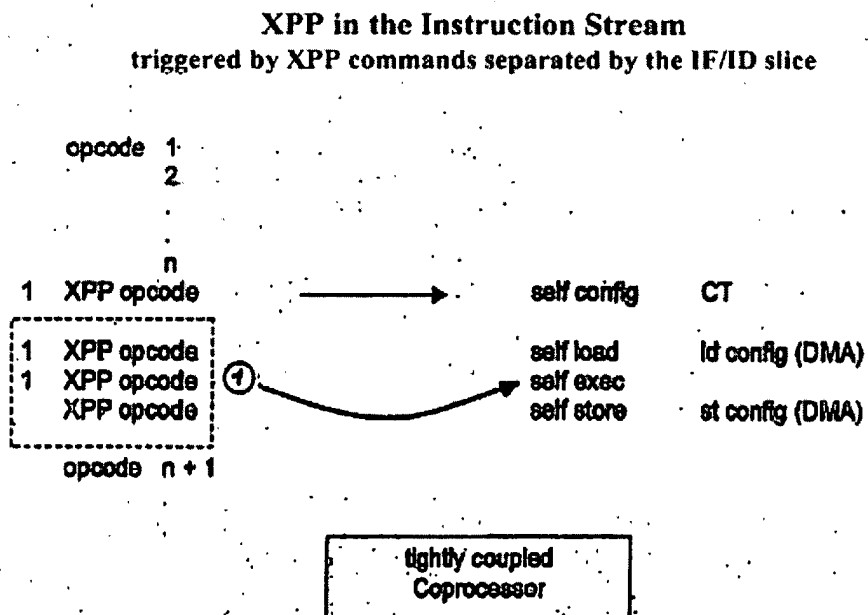 XPP in the Instruction Stream
triggered by XPP commands separated by the IF/ID slice
opcode 1
2
.
.
n
1 XPP opcode self config CT
1 XPP opcode self load ld config (DMA)
1 XPP opcode 1 self exec
XPP opcode self store st config (DMA)
opcode n + 1
tightly coupled
Coprocessor